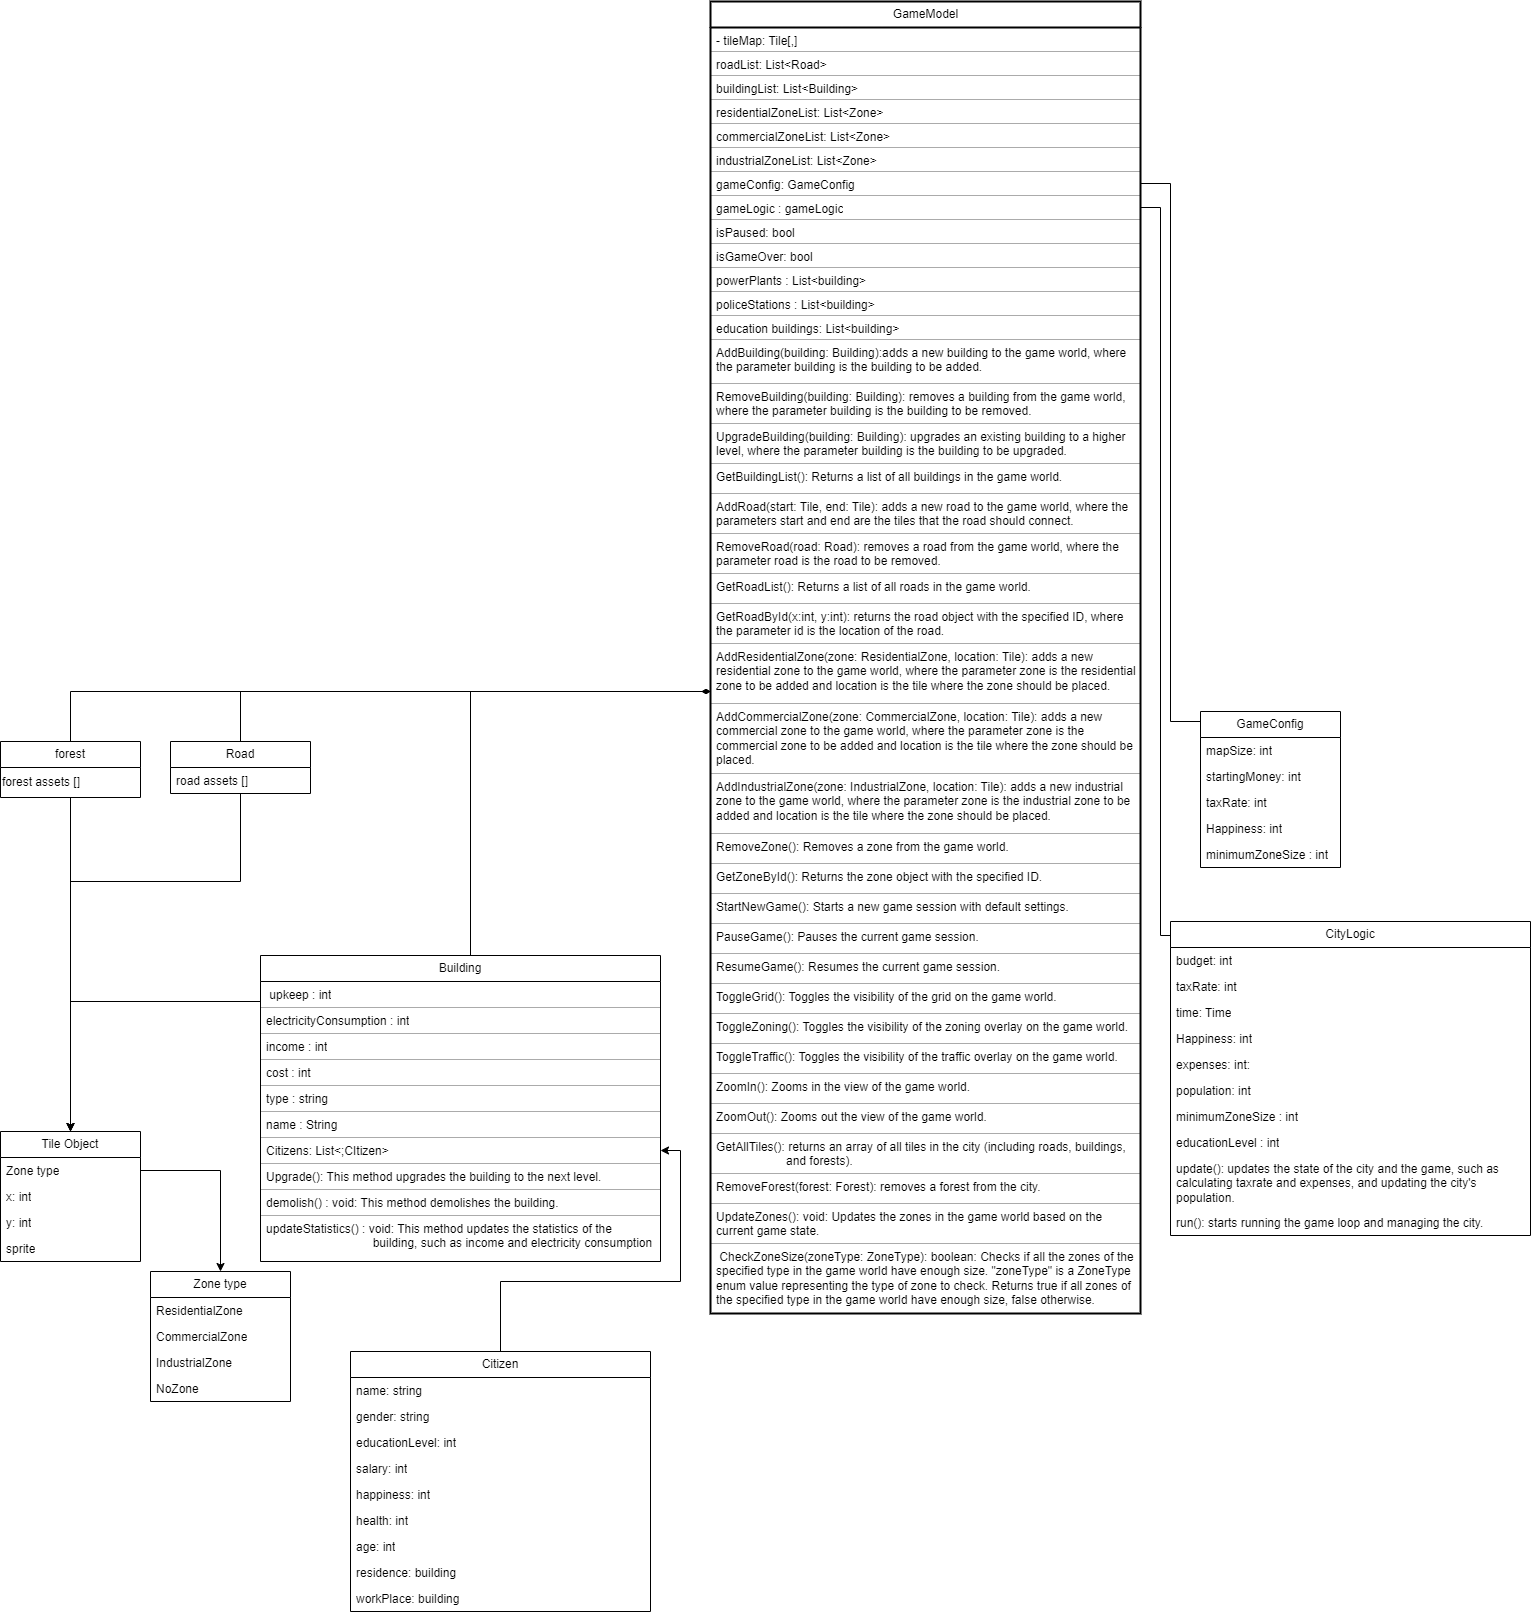 GameModel
- tileMap: Tile[,]
roadList: List<Road>
buildingList: List<Building>
residentialZoneList: List<Zone>
commercialZoneList: List<Zone>
industrialZoneList: List<Zone>
gameConfig: GameConfig
gameLogic : gameLogic
isPaused: bool
isGameOver: bool
powerPlants : List<building>
policeStations : List<building>
education buildings: List<building>
AddBuilding(building: Building):adds a new building to the game world, where
the parameter building is the building to be added.
RemoveBuilding(building: Building): removes a building from the game world,
where the parameter building is the building to be removed.
UpgradeBuilding(building: Building): upgrades an existing building to a higher
level, where the parameter building is the building to be upgraded.
GetBuildingList(): Returns a list of all buildings in the game world.
AddRoad(start: Tile, end: Tile): adds a new road to the game world, where the
parameters start and end are the tiles that the road should connect.
RemoveRoad(road: Road): removes a road from the game world, where the
parameter road is the road to be removed.
GetRoadList(): Returns a list of all roads in the game world.
GetRoadById(x:int, y:int): returns the road object with the specified ID, where
the parameter id is the location of the road.
AddResidentialZone(zone: ResidentialZone, location: Tile): adds a new
residential zone to the game world, where the parameter zone is the residential
zone to be added and location is the tile where the zone should be placed.
AddCommercialZone(zone: CommercialZone, location: Tile): adds a new
commercial zone to the game world, where the parameter zone is the
commercial zone to be added and location is the tile where the zone should be
placed.
AddIndustrialZone(zone: IndustrialZone, location: Tile): adds a new industrial
zone to the game world, where the parameter zone is the industrial zone to be
added and location is the tile where the zone should be placed.
RemoveZone(): Removes a zone from the game world.
GetZoneById(): Returns the zone object with the specified ID.
StartNewGame(): Starts a new game session with default settings.
PauseGame(): Pauses the current game session.
ResumeGame(): Resumes the current game session.
ToggleGrid(): Toggles the visibility of the grid on the game world.
ToggleZoning(): Toggles the visibility of the zoning overlay on the game world.
ToggleTraffic(): Toggles the visibility of the traffic overlay on the game world.
ZoomIn(): Zooms in the view of the game world.
ZoomOut(): Zooms out the view of the game world.
GetAllTiles(): returns an array of all tiles in the city (including roads, buildings,
and forests).
RemoveForest(forest: Forest): removes a forest from the city.
UpdateZones(): void: Updates the zones in the game world based on the
current game state.
CheckZoneSize(zoneType: ZoneType): boolean: Checks if all the zones of the
specified type in the game world have enough size. "zoneType" is a ZoneType
enum value representing the type of zone to check. Returns true if all zones of
the specified type in the game world have enough size, false otherwise.
forest
forest assets []
Road
road assets []
GameConfig
mapSize: int
startingMoney: int
taxRate: int
Happiness: int
minimumZoneSize : int
CityLogic
budget: int
taxRate: int
time: Time
Happiness: int
expenses: int:
population: int
minimumZoneSize : int
educationLevel : int
update(): updates the state of the city and the game, such as
calculating taxrate and expenses, and updating the city's
population.
run(): starts running the game loop and managing the city.
Building
upkeep : int
electricityConsumption : int
income : int
cost : int
type : string
name : String
Citizens: List<;CItizen>
Upgrade(): This method upgrades the building to the next level.
demolish() : void: This method demolishes the building.
updateStatistics() : void: This method updates the statistics of the
building, such as income and electricity consumption
Tile Object
Zone type
x: int
y: int
sprite
Zone type
ResidentialZone
CommercialZone
IndustrialZone
NoZone
Citizen
name: string
gender: string
educationLevel: int
salary: int
happiness: int
health: int
age: int
residence: building
workPlace: building